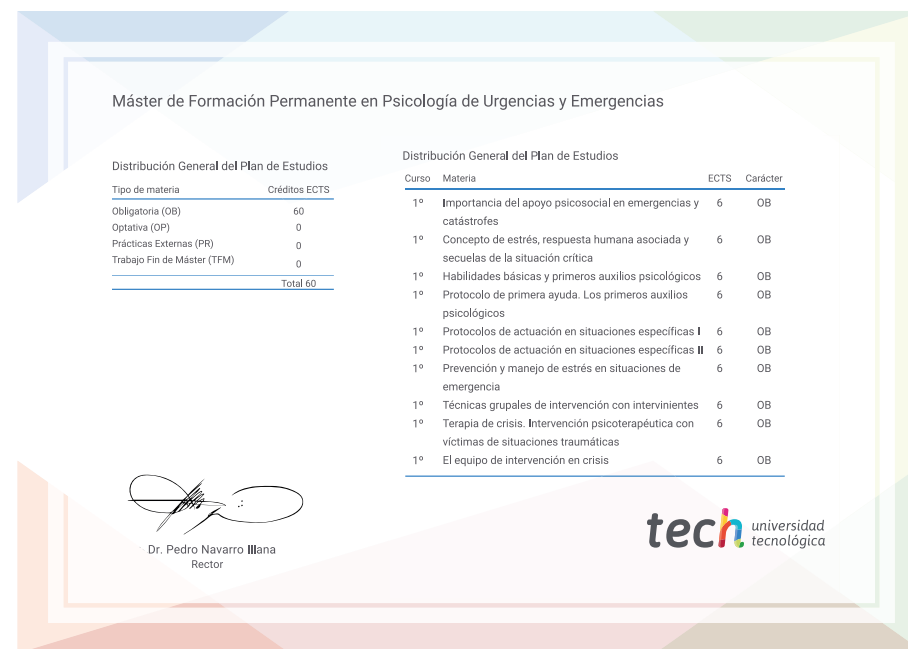 Máster de Formación Permanente en Psicología de Urgencias y Emergencias
Distribución General del Plan de Estudios
Tipo de materia Créditos ECTS
Obligatoria (OB) 60
Optativa (OP) 0
Prácticas Externas (PR) 0
Trabajo Fin de Máster (TFM) 0
Total 60
Distribución General del Plan de Estudios
Curso Materia ECTS Carácter
1º Importancia del apoyo psicosocial en emergencias y 6 OB
catástrofes
1º Concepto de estrés, respuesta humana asociada y 6 OB
secuelas de la situación crítica
1º Habilidades básicas y primeros auxilios psicológicos 6 OB
1º Protocolo de primera ayuda. Los primeros auxilios 6 OB
psicológicos
1º Protocolos de actuación en situaciones específicas I 6 OB
1º Protocolos de actuación en situaciones específicas II 6 OB
1º Prevención y manejo de estrés en situaciones de 6 OB
emergencia
1º Técnicas grupales de intervención con intervinientes 6 OB
1º Terapia de crisis. Intervención psicoterapéutica con 6 OB
víctimas de situaciones traumáticas
1º El equipo de intervención en crisis 6 OB
Dr. Pedro Navarro Illana
Rector
tech universidad
tecnológica